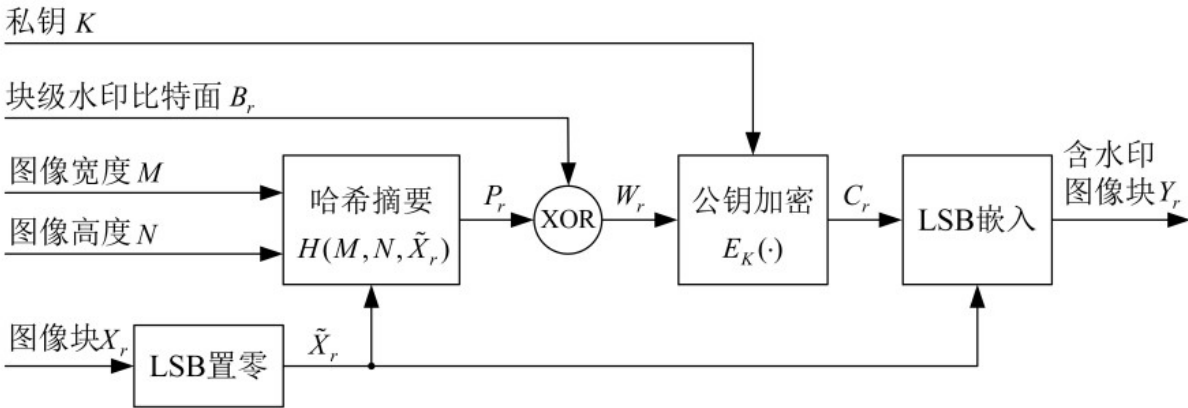 私钥 K
块级水印比特面 B_r
图像宽度 M
图像高度 N
哈希摘要
H(M, N, X̃_r)
P_r
XOR
W_r
公钥加密
E_K(·)
C_r
LSB嵌入
含水印
图像块Y_r
图像块X_r
LSB置零
X̃_r